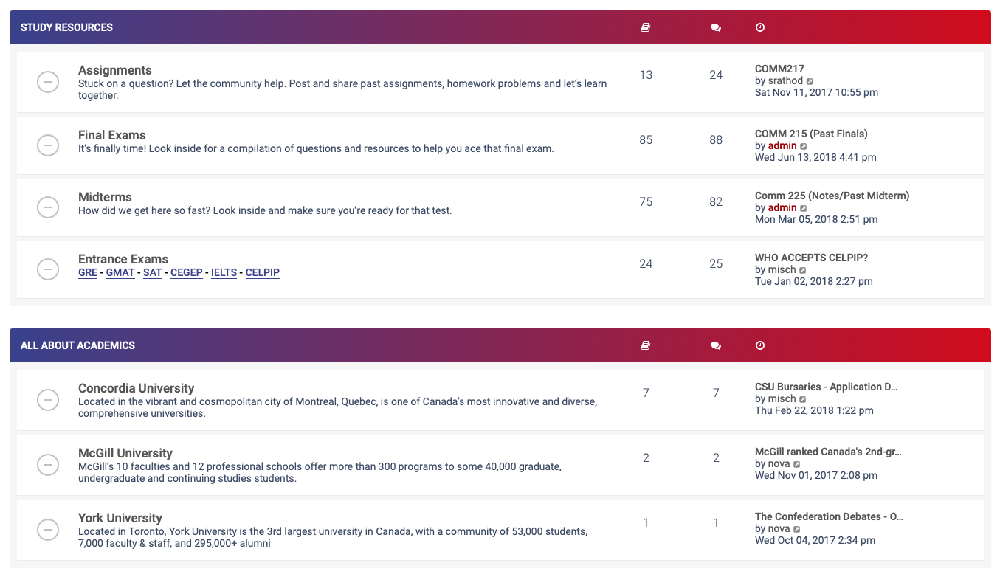 STUDY RESOURCES
Assignments
Stuck on a question? Let the community help. Post and share past assignments, homework problems and let’s learn
together.
13
24
COMM217
by srathod
Sat Nov 11, 2017 10:55 pm
Final Exams
It’s finally time! Look inside for a compilation of questions and resources to help you ace that final exam.
85
88
COMM 215 (Past Finals)
by admin
Wed Jun 13, 2018 4:41 pm
Midterms
How did we get here so fast? Look inside and make sure you’re ready for that test.
75
82
Comm 225 (Notes/Past Midterm)
by admin
Mon Mar 05, 2018 2:51 pm
Entrance Exams
GRE - GMAT - SAT - CEGEP - IELTS - CELPIP
24
25
WHO ACCEPTS CELPIP?
by misch
Tue Jan 02, 2018 2:27 pm
ALL ABOUT ACADEMICS
Concordia University
Located in the vibrant and cosmopolitan city of Montreal, Quebec, is one of Canada’s most innovative and diverse,
comprehensive universities.
7
7
CSU Bursaries - Application D...
by misch
Thu Feb 22, 2018 1:22 pm
McGill University
McGill’s 10 faculties and 12 professional schools offer more than 300 programs to some 40,000 graduate,
undergraduate and continuing studies students.
2
2
McGill ranked Canada's 2nd-gr...
by nova
Wed Nov 01, 2017 2:08 pm
York University
Located in Toronto, York University is the 3rd largest university in Canada, with a community of 53,000 students,
7,000 faculty & staff, and 295,000+ alumni
1
1
The Confederation Debates - O...
by nova
Wed Oct 04, 2017 2:34 pm